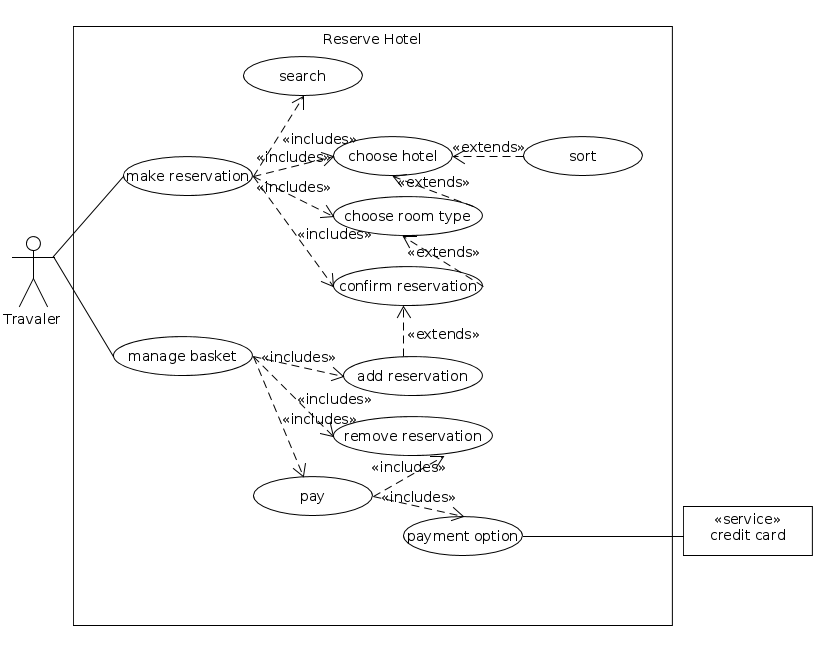 Reserve Hotel
search
«includes»
«includes»
choose hotel
«extends»
sort
make reservation
«includes»
«extends»
choose room type
«includes»
«extends»
confirm reservation
Travaler
«extends»
manage basket
«includes»
add reservation
«includes»
«includes»
remove reservation
«includes»
pay
«includes»
payment option
«service»
credit card